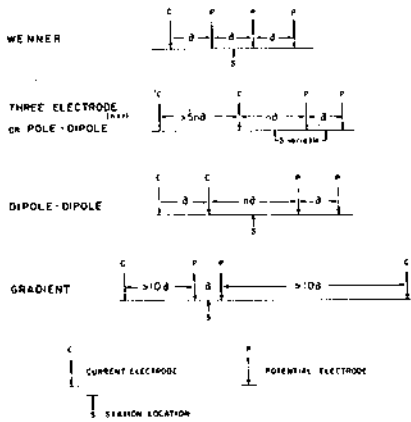 C P P P
WENNER
a a a
S
C C P P
THREE ELECTRODE
OR POLE-DIPOLE
>5na na a
S variable
C C P P
DIPOLE-DIPOLE
a na a
S
C P P C
GRADIENT
>10a a >10a
S
C P
CURRENT ELECTRODE POTENTIAL ELECTRODE
S STATION LOCATION